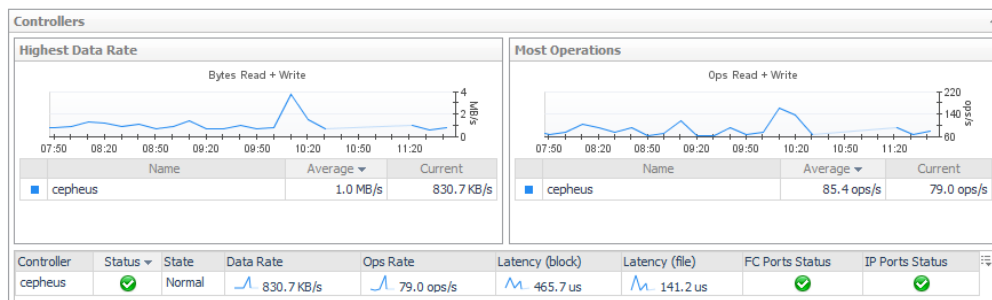 Controllers
Highest Data Rate
Bytes Read + Write
4
2
0
MB/s
07:50 08:20 08:50 09:20 09:50 10:20 10:50 11:20
Name Average Current
cepheus 1.0 MB/s 830.7 KB/s
Most Operations
Ops Read + Write
220
140
60
ops/s
07:50 08:20 08:50 09:20 09:50 10:20 10:50 11:20
Name Average Current
cepheus 85.4 ops/s 79.0 ops/s
Controller Status State Data Rate Ops Rate Latency (block) Latency (file) FC Ports Status IP Ports Status
cepheus Normal 830.7 KB/s 79.0 ops/s 465.7 us 141.2 us